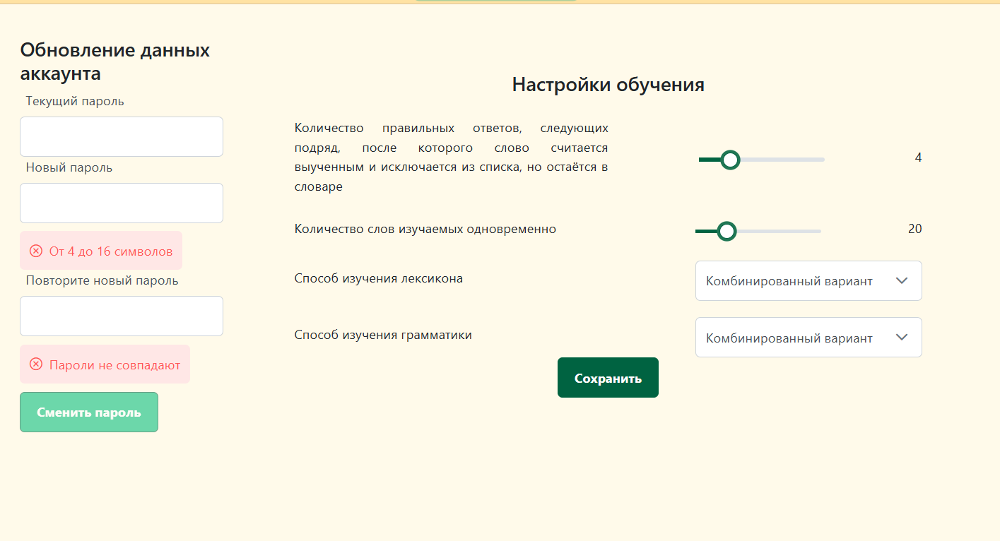 Обновление данных
аккаунта
Текущий пароль
Новый пароль
От 4 до 16 символов
Повторите новый пароль
Пароли не совпадают
Сменить пароль
Настройки обучения
Количество правильных ответов, следующих
подряд, после которого слово считается
выученным и исключается из списка, но остаётся в
словаре
4
Количество слов изучаемых одновременно
20
Способ изучения лексикона
Комбинированный вариант
Способ изучения грамматики
Комбинированный вариант
Сохранить